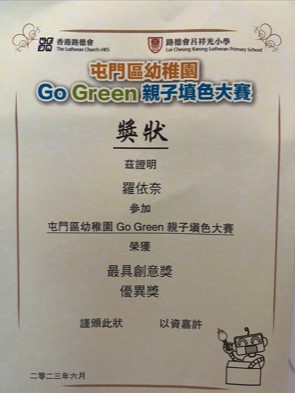 香港路德會
The Lutheran Church-HKS
路德會呂祥光小學
Lui Cheung Kwong Lutheran Primary School
屯門區幼稚園
Go Green 親子填色大賽
獎狀
茲證明
羅依奈
參加
屯門區幼稚園 Go Green 親子填色大賽
榮獲
最具創意獎
優異獎
謹頒此狀 以資嘉許
二零二三年六月